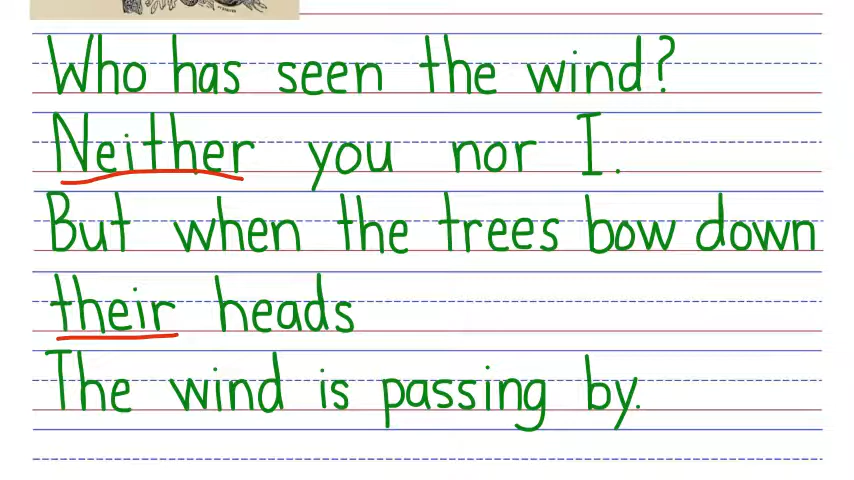 Who has seen the wind?
Neither you nor I.
But when the trees bow down
their heads
The wind is passing by.